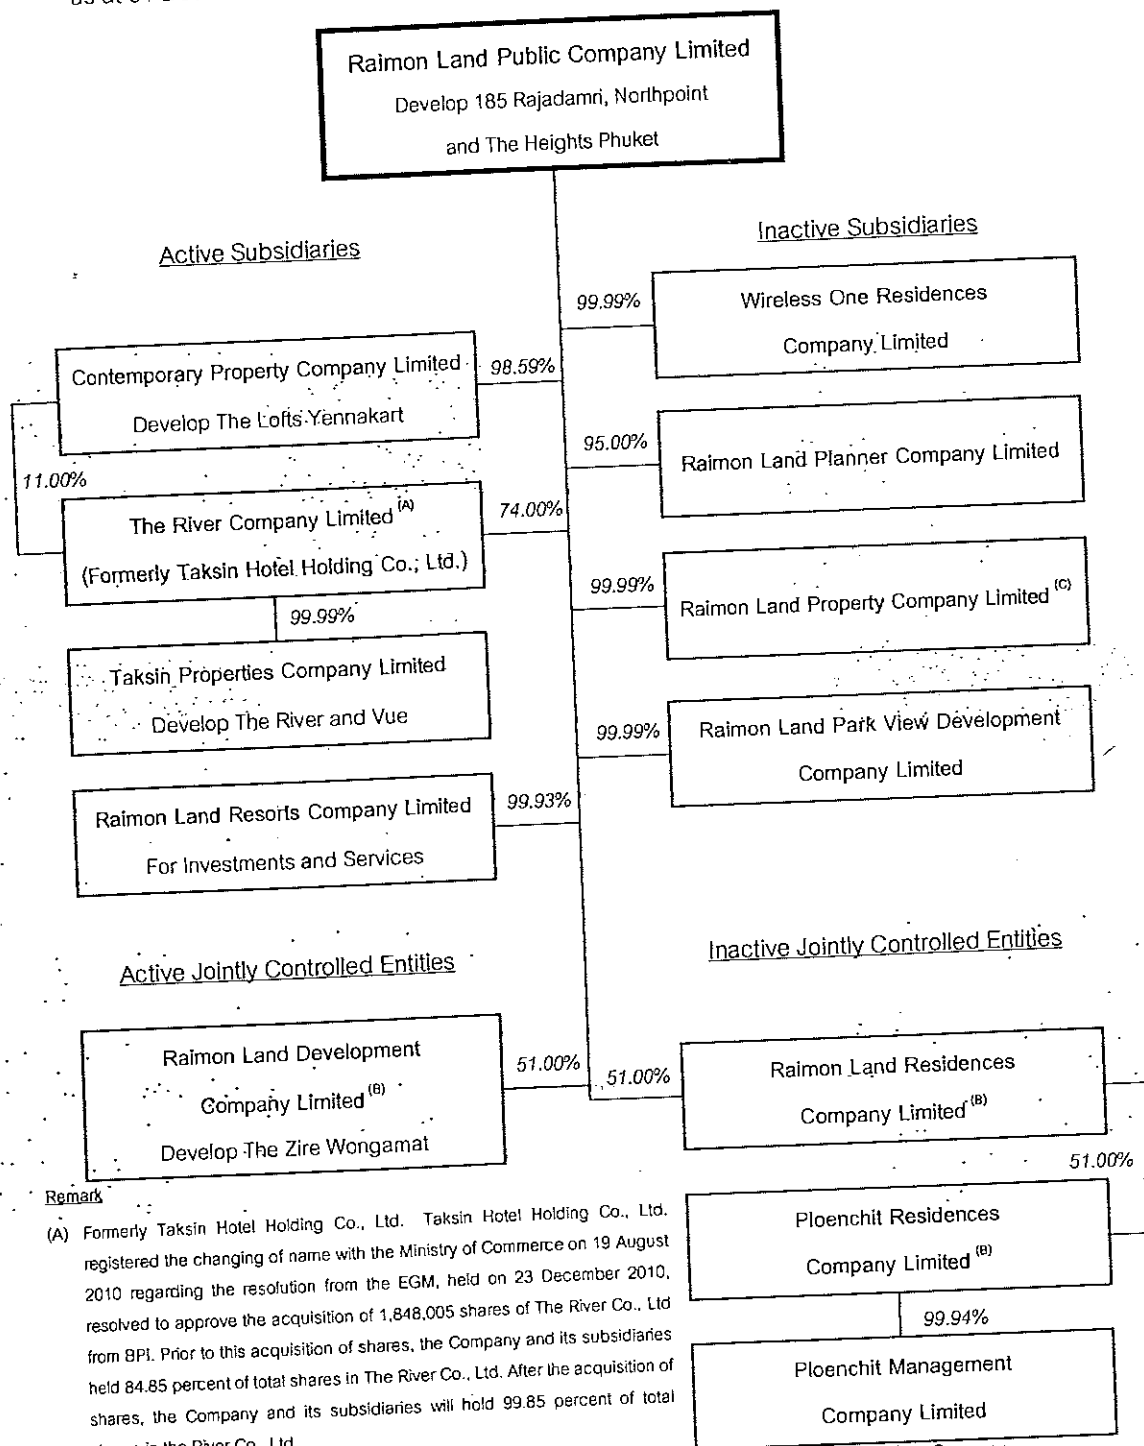 Raimon Land Public Company Limited
Develop 185 Rajadamri, Northpoint
and The Heights Phuket
Active Subsidiaries
Inactive Subsidiaries
99.99%
Wireless One Residences
Company Limited
Contemporary Property Company Limited
Develop The Lofts Yennakart
98.59%
95.00%
Raimon Land Planner Company Limited
11.00%
The River Company Limited (A)
(Formerly Taksin Hotel Holding Co., Ltd.)
74.00%
99.99%
Raimon Land Property Company Limited (C)
99.99%
Taksin Properties Company Limited
Develop The River and Vue
99.99%
Raimon Land Park View Development
Company Limited
Raimon Land Resorts Company Limited
For Investments and Services
99.93%
Active Jointly Controlled Entities
Inactive Jointly Controlled Entities
Raimon Land Development
Company Limited (B)
Develop The Zire Wongamat
51.00%
51.00%
Raimon Land Residences
Company Limited (B)
51.00%
Ploenchit Residences
Company Limited (B)
99.94%
Ploenchit Management
Company Limited
Remark
(A) Formerly Taksin Hotel Holding Co., Ltd. Taksin Hotel Holding Co., Ltd.
registered the changing of name with the Ministry of Commerce on 19 August
2010 regarding the resolution from the EGM, held on 23 December 2010,
resolved to approve the acquisition of 1,848,005 shares of The River Co., Ltd
from BPI. Prior to this acquisition of shares, the Company and its subsidiaries
held 84.85 percent of total shares in The River Co., Ltd. After the acquisition of
shares, the Company and its subsidiaries will hold 99.85 percent of total
in the River Co., Ltd.